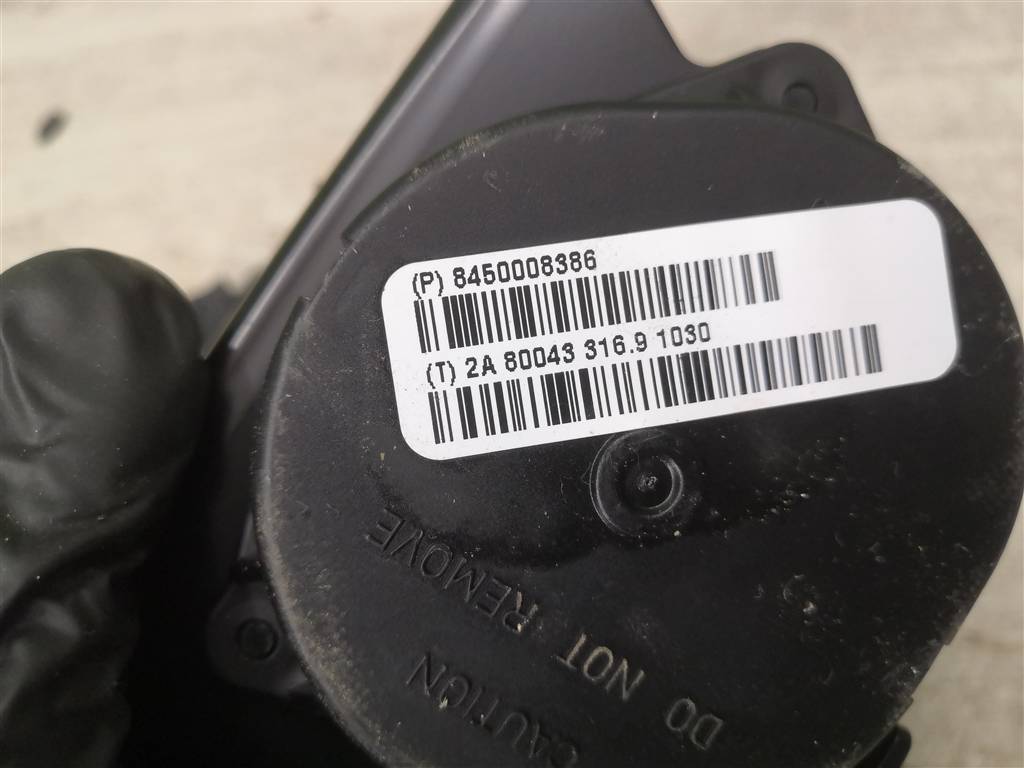 (P) 8450008386
(T) 2A 80043 316.9 1030
CAUTION
DO NOT REMOVE